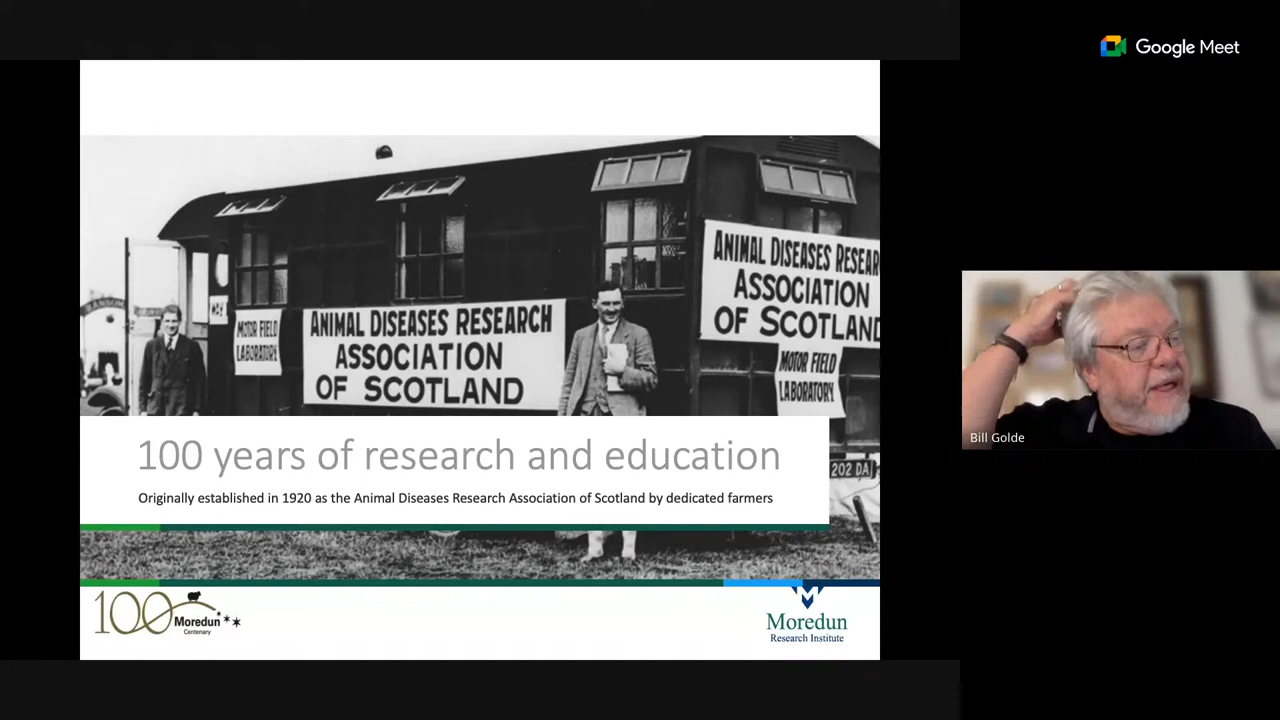 Google Meet
ANIMAL DISEASES RESEARCH
ASSOCIATION
OF SCOTLAND
MOTOR FIELD
LABORATORY
ANIMAL DISEASES RESEAR
ASSOCIATION
OF SCOTLAND
MOTOR FIELD
LABORATORY
202 DA
100 years of research and education
Originally established in 1920 as the Animal Diseases Research Association of Scotland by dedicated farmers
100 Moredun
Centenary
Moredun
Research Institute
Bill Golde